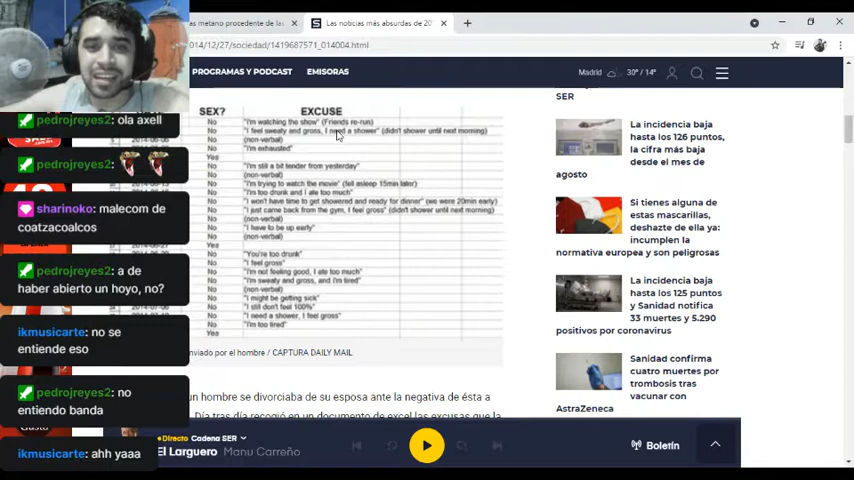 as metano procedente de las
Las noticias más absurdas de 20
014/12/27/sociedad/1419687571_014004.html
PROGRAMAS Y PODCAST
EMISORAS
Madrid
30° / 14°
SEX?
EXCUSE
No "I'm watching the show" (Friends re-run)
No "I feel sweaty and gross, I need a shower" (didn't shower until next morning)
No (non-verbal)
No "I'm exhausted"
Yes
No "I'm still a bit tender from yesterday"
No (non-verbal)
No "I'm trying to watch the movie" (fell asleep 15min later)
No "I'm too drunk and I ate too much"
No "I won't have time to get showered and ready for dinner" (we were 20min early)
No "I just came back from the gym, I feel gross" (didn't shower until next morning)
No (non-verbal)
No "I have to be up early"
No (non-verbal)
Yes
No "You're too drunk"
No "I feel gross"
No "I'm not feeling good, I ate too much"
No "I'm sweaty and gross, and I'm tired"
No (non-verbal)
No "I might be getting sick"
No "I still don't feel 100%"
No "I need a shower, I feel gross"
No "I'm too tired"
Yes
nviado por el hombre / CAPTURA DAILY MAIL
un hombre se divorciaba de su esposa ante la negativa de ésta a
Día tras día recogió en un documento de excel las excusas que la
SER
La incidencia baja
hasta los 126 puntos,
la cifra más baja
desde el mes de
agosto
Si tienes alguna de
estas mascarillas,
deshazte de ella ya:
incumplen la
normativa europea y son peligrosas
La incidencia baja
hasta los 125 puntos
y Sanidad notifica
33 muertes y 5.290
positivos por coronavirus
Sanidad confirma
cuatro muertes por
trombosis tras
vacunar con
AstraZeneca
pedrojreyes2: ola axell
pedrojreyes2:
sharinoko: malecom de
coatzacoalcos
pedrojreyes2: a de
haber abierto un hoyo, no?
ikmusicarte: no se
entiende eso
pedrojreyes2: no
entiendo banda
ikmusicarte: ahh yaaa
Directo Cadena SER
El Larguero Manu Carreño
Boletín